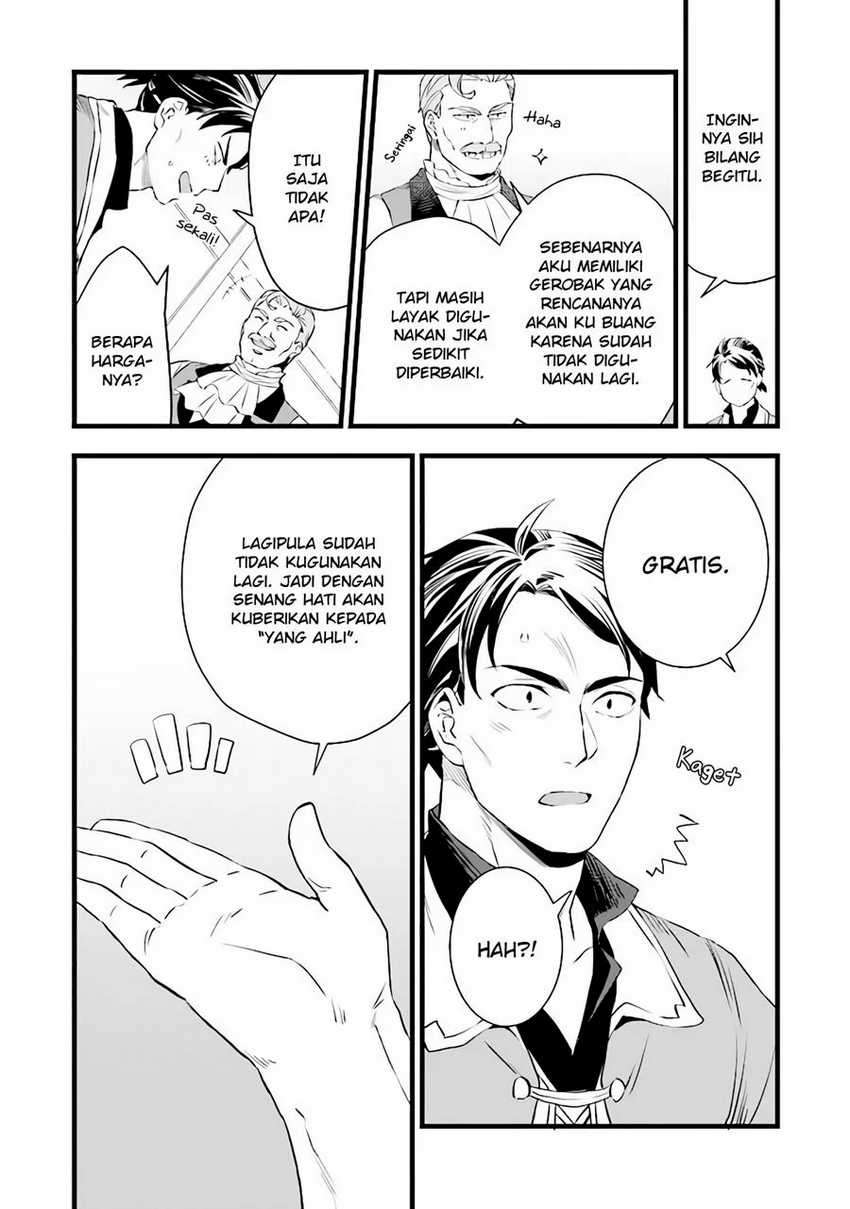 INGIN-
NYA SIH
BILANG
BEGITU.
Haha
Seringai
SEBENARNYA
AKU MEMILIKI
GEROBAK YANG
RENCANANYA
AKAN KU BUANG
KARENA SUDAH
TIDAK DIGU-
NAKAN LAGI.
TAPI MASIH
LAYAK DIGU-
NAKAN JIKA
SEDIKIT
DIPERBAIKI.
ITU
SAJA
TIDAK
APA!
Pas
sekali!
BERAPA
HARGA-
NYA?
GRATIS.
Kaget
HAH?!
LAGIPULA SUDAH
TIDAK KUGUNAKAN
LAGI. JADI DENGAN
SENANG HATI AKAN
KUBERIKAN KEPADA
"YANG AHLI".